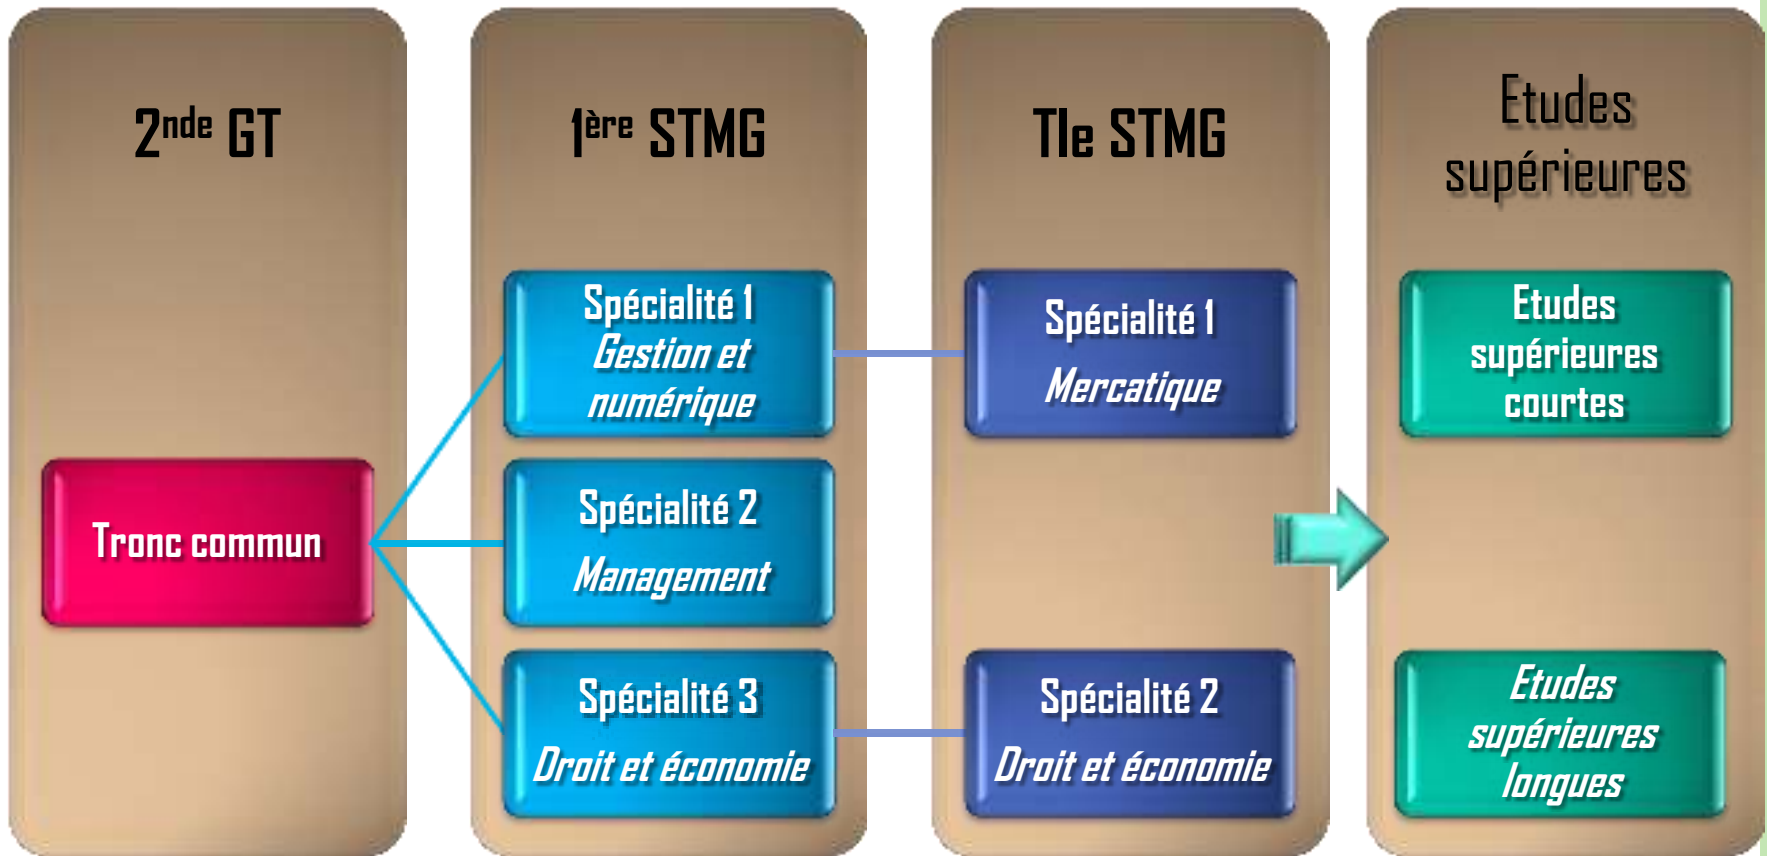 2nde GT
Tronc commun
1ère STMG
Spécialité 1
Gestion et
numérique
Spécialité 2
Management
Spécialité 3
Droit et économie
Tle STMG
Spécialité 1
Mercatique
Spécialité 2
Droit et économie
Etudes
supérieures
Etudes
supérieures
courtes
Etudes
supérieures
longues